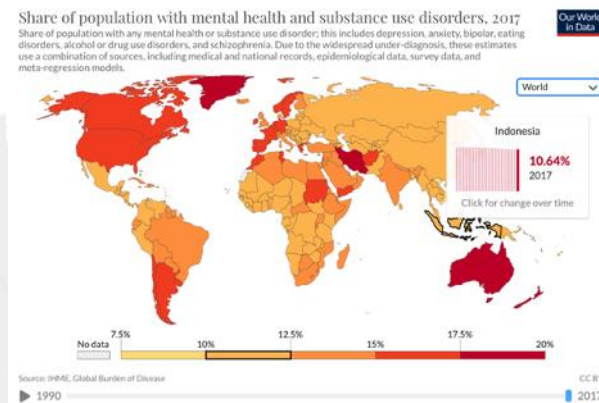 Share of population with mental health and substance use disorders, 2017
Share of population with any mental health or substance use disorder; this includes depression, anxiety, bipolar, eating
disorders, alcohol or drug use disorders, and schizophrenia. Due to the widespread under-diagnosis, these estimates
use a combination of sources, including medical and national records, epidemiological data, survey data, and
meta-regression models.
Our World
in Data
World
Indonesia
10.64%
2017
Click for change over time
No data
7.5%
10%
12.5%
15%
17.5%
20%
Source: IHME, Global Burden of Disease
CC B
1990
2017